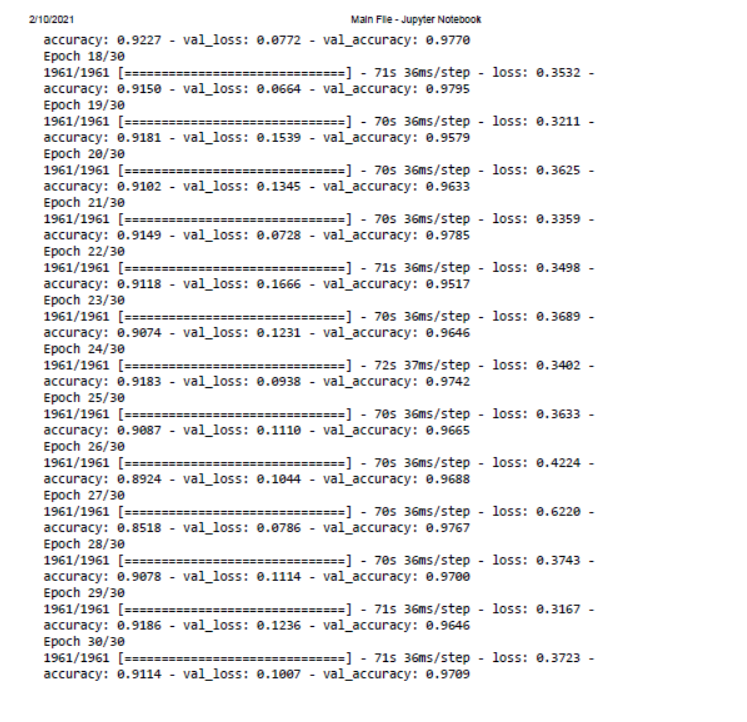 2/10/2021 Main File - Jupyter Notebook
accuracy: 0.9227 - val_loss: 0.0772 - val_accuracy: 0.9770
Epoch 18/30
1961/1961 [==============================] - 71s 36ms/step - loss: 0.3532 -
accuracy: 0.9150 - val_loss: 0.0664 - val_accuracy: 0.9795
Epoch 19/30
1961/1961 [==============================] - 70s 36ms/step - loss: 0.3211 -
accuracy: 0.9181 - val_loss: 0.1539 - val_accuracy: 0.9579
Epoch 20/30
1961/1961 [==============================] - 70s 36ms/step - loss: 0.3625 -
accuracy: 0.9102 - val_loss: 0.1345 - val_accuracy: 0.9633
Epoch 21/30
1961/1961 [==============================] - 70s 36ms/step - loss: 0.3359 -
accuracy: 0.9149 - val_loss: 0.0728 - val_accuracy: 0.9785
Epoch 22/30
1961/1961 [==============================] - 71s 36ms/step - loss: 0.3498 -
accuracy: 0.9118 - val_loss: 0.1666 - val_accuracy: 0.9517
Epoch 23/30
1961/1961 [==============================] - 70s 36ms/step - loss: 0.3689 -
accuracy: 0.9074 - val_loss: 0.1231 - val_accuracy: 0.9646
Epoch 24/30
1961/1961 [==============================] - 72s 37ms/step - loss: 0.3402 -
accuracy: 0.9183 - val_loss: 0.0938 - val_accuracy: 0.9742
Epoch 25/30
1961/1961 [==============================] - 70s 36ms/step - loss: 0.3633 -
accuracy: 0.9087 - val_loss: 0.1110 - val_accuracy: 0.9665
Epoch 26/30
1961/1961 [==============================] - 70s 36ms/step - loss: 0.4224 -
accuracy: 0.8924 - val_loss: 0.1044 - val_accuracy: 0.9688
Epoch 27/30
1961/1961 [==============================] - 70s 36ms/step - loss: 0.6220 -
accuracy: 0.8518 - val_loss: 0.0786 - val_accuracy: 0.9767
Epoch 28/30
1961/1961 [==============================] - 70s 36ms/step - loss: 0.3743 -
accuracy: 0.9078 - val_loss: 0.1114 - val_accuracy: 0.9700
Epoch 29/30
1961/1961 [==============================] - 71s 36ms/step - loss: 0.3167 -
accuracy: 0.9186 - val_loss: 0.1236 - val_accuracy: 0.9646
Epoch 30/30
1961/1961 [==============================] - 71s 36ms/step - loss: 0.3723 -
accuracy: 0.9114 - val_loss: 0.1007 - val_accuracy: 0.9709